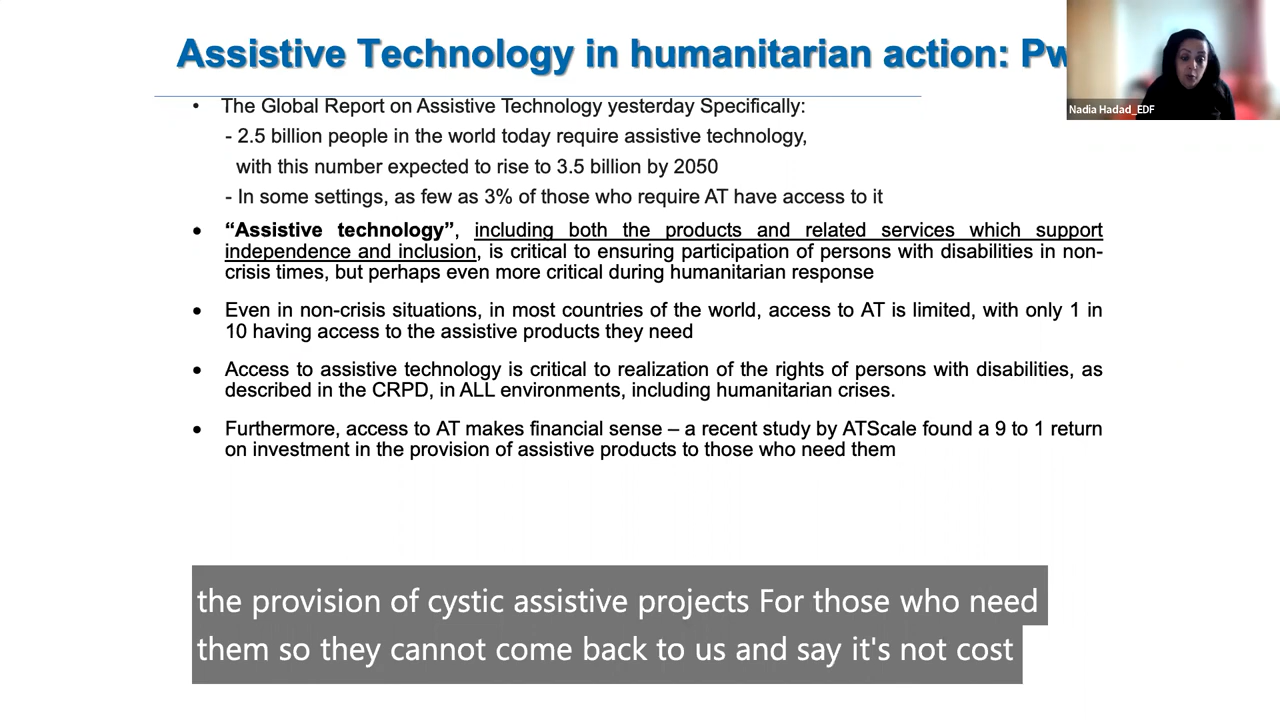 Assistive Technology in humanitarian action: Pw
Nadia Hadad_EDF
• The Global Report on Assistive Technology yesterday Specifically:
- 2.5 billion people in the world today require assistive technology,
with this number expected to rise to 3.5 billion by 2050
- In some settings, as few as 3% of those who require AT have access to it
• “Assistive technology”, including both the products and related services which support
independence and inclusion, is critical to ensuring participation of persons with disabilities in non-
crisis times, but perhaps even more critical during humanitarian response
• Even in non-crisis situations, in most countries of the world, access to AT is limited, with only 1 in
10 having access to the assistive products they need
• Access to assistive technology is critical to realization of the rights of persons with disabilities, as
described in the CRPD, in ALL environments, including humanitarian crises.
• Furthermore, access to AT makes financial sense – a recent study by ATScale found a 9 to 1 return
on investment in the provision of assistive products to those who need them
the provision of cystic assistive projects For those who need
them so they cannot come back to us and say it's not cost